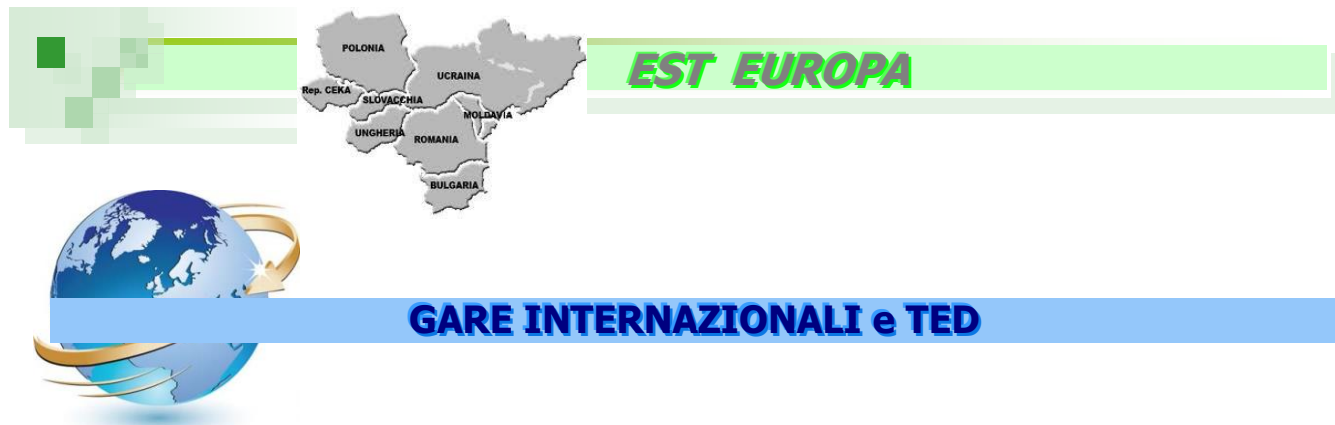 POLONIA
EST EUROPA
UCRAINA
Rep. CEKA
SLOVACCHIA
MOLDAVIA
UNGHERIA
ROMANIA
BULGARIA
GARE INTERNAZIONALI e TED